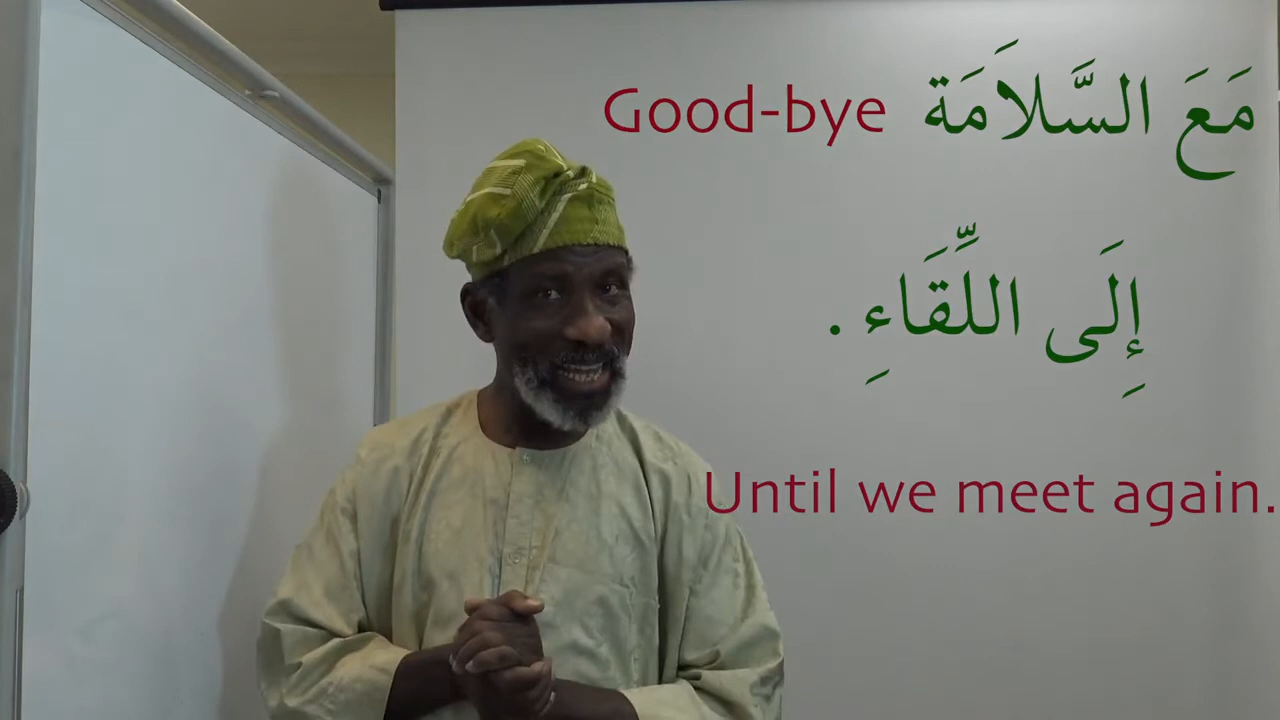 Good-bye مَعَ السَّلاَمَة
إِلَى اللِّقَاءِ .
Until we meet again.